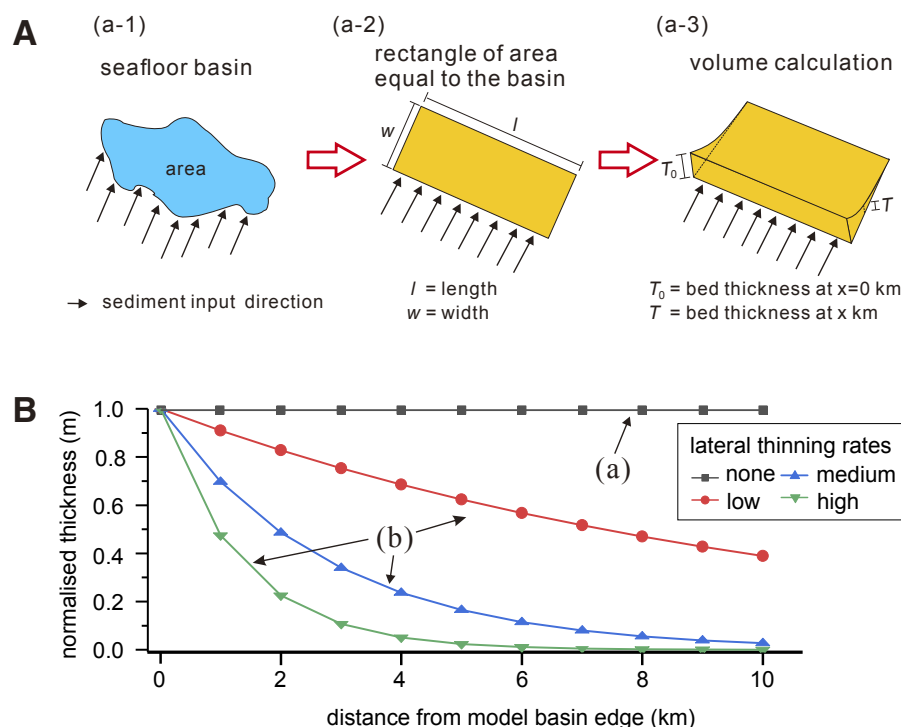 A
(a-1)
seafloor basin
area
sediment input direction
(a-2)
rectangle of area
equal to the basin
w
l
l = length
w = width
(a-3)
volume calculation
T0
T
T0 = bed thickness at x=0 km
T = bed thickness at x km
B
normalised thickness (m)
1.0
0.8
0.6
0.4
0.2
0.0
(a)
(b)
lateral thinning rates
none
medium
low
high
0
2
4
6
8
10
distance from model basin edge (km)